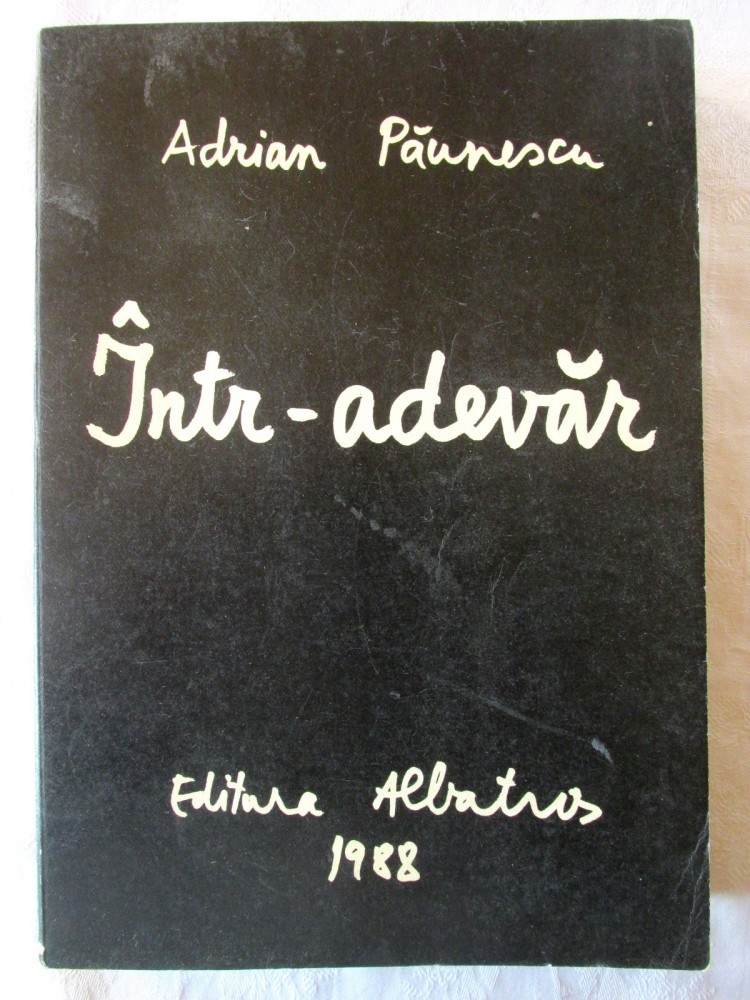 Adrian Păunescu
Într-adevăr
Editura Albatros
1988